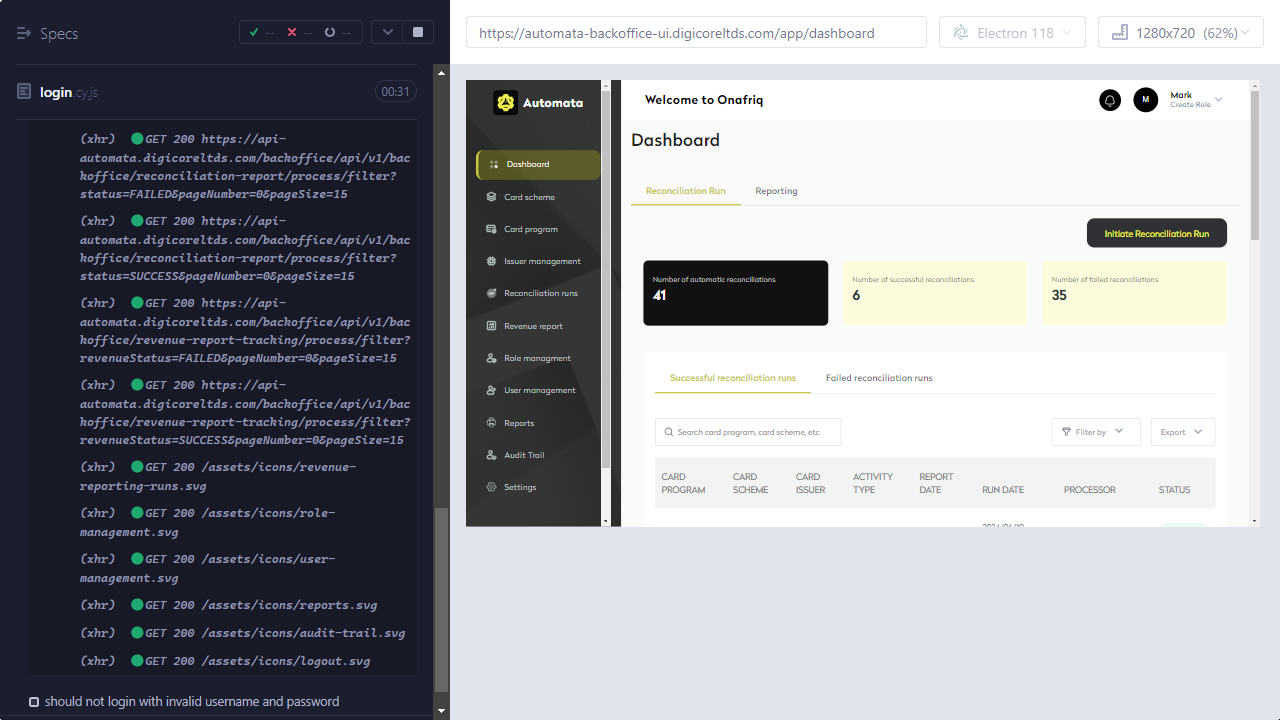 Specs
-- -- --
login.cy.js
00:31
(xhr) GET 200 https://api-
automata.digicoreltds.com/backoffice/api/v1/bac
koffice/reconciliation-report/process/filter?
status=FAILED&pageNumber=0&pageSize=15
(xhr) GET 200 https://api-
automata.digicoreltds.com/backoffice/api/v1/bac
koffice/reconciliation-report/process/filter?
status=SUCCESS&pageNumber=0&pageSize=15
(xhr) GET 200 https://api-
automata.digicoreltds.com/backoffice/api/v1/bac
koffice/revenue-report-tracking/process/filter?
revenueStatus=FAILED&pageNumber=0&pageSize=15
(xhr) GET 200 https://api-
automata.digicoreltds.com/backoffice/api/v1/bac
koffice/revenue-report-tracking/process/filter?
revenueStatus=SUCCESS&pageNumber=0&pageSize=15
(xhr) GET 200 /assets/icons/revenue-
reporting-runs.svg
(xhr) GET 200 /assets/icons/role-
management.svg
(xhr) GET 200 /assets/icons/user-
management.svg
(xhr) GET 200 /assets/icons/reports.svg
(xhr) GET 200 /assets/icons/audit-trail.svg
(xhr) GET 200 /assets/icons/logout.svg
should not login with invalid username and password
https://automata-backoffice-ui.digicoreltds.com/app/dashboard
Electron 118
1280x720 (62%)
Automata
Dashboard
Card scheme
Card program
Issuer management
Reconciliation runs
Revenue report
Role managment
User management
Reports
Audit Trail
Settings
Welcome to Onafriq
M
Mark
Create Role
Dashboard
Reconciliation Run
Reporting
Initiate Reconciliation Run
Number of automatic reconciliations
41
Number of successful reconciliations
6
Number of failed reconciliations
35
Successful reconciliation runs
Failed reconciliation runs
Search card program, card scheme, etc
Filter by
Export
CARD PROGRAM
CARD SCHEME
CARD ISSUER
ACTIVITY TYPE
REPORT DATE
RUN DATE
PROCESSOR
STATUS